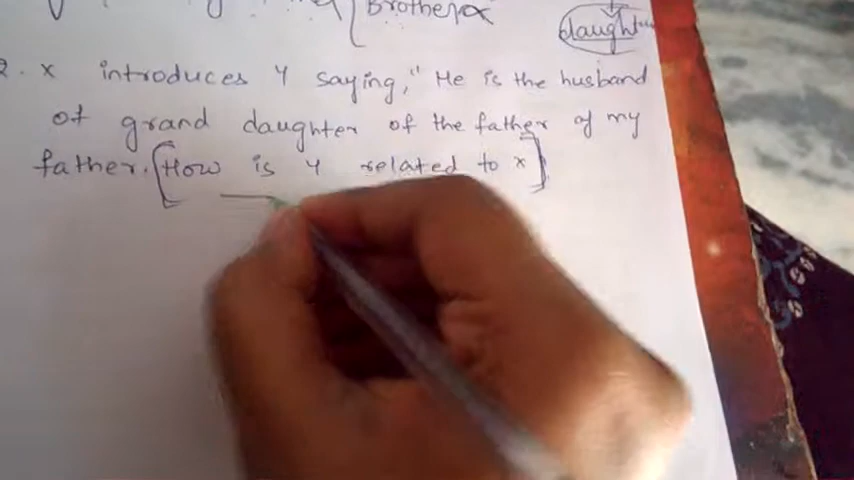 Brother
daught
2. x introduces y saying, "He is the husband
of grand daughter of the father of my
father. [How is y related to x]